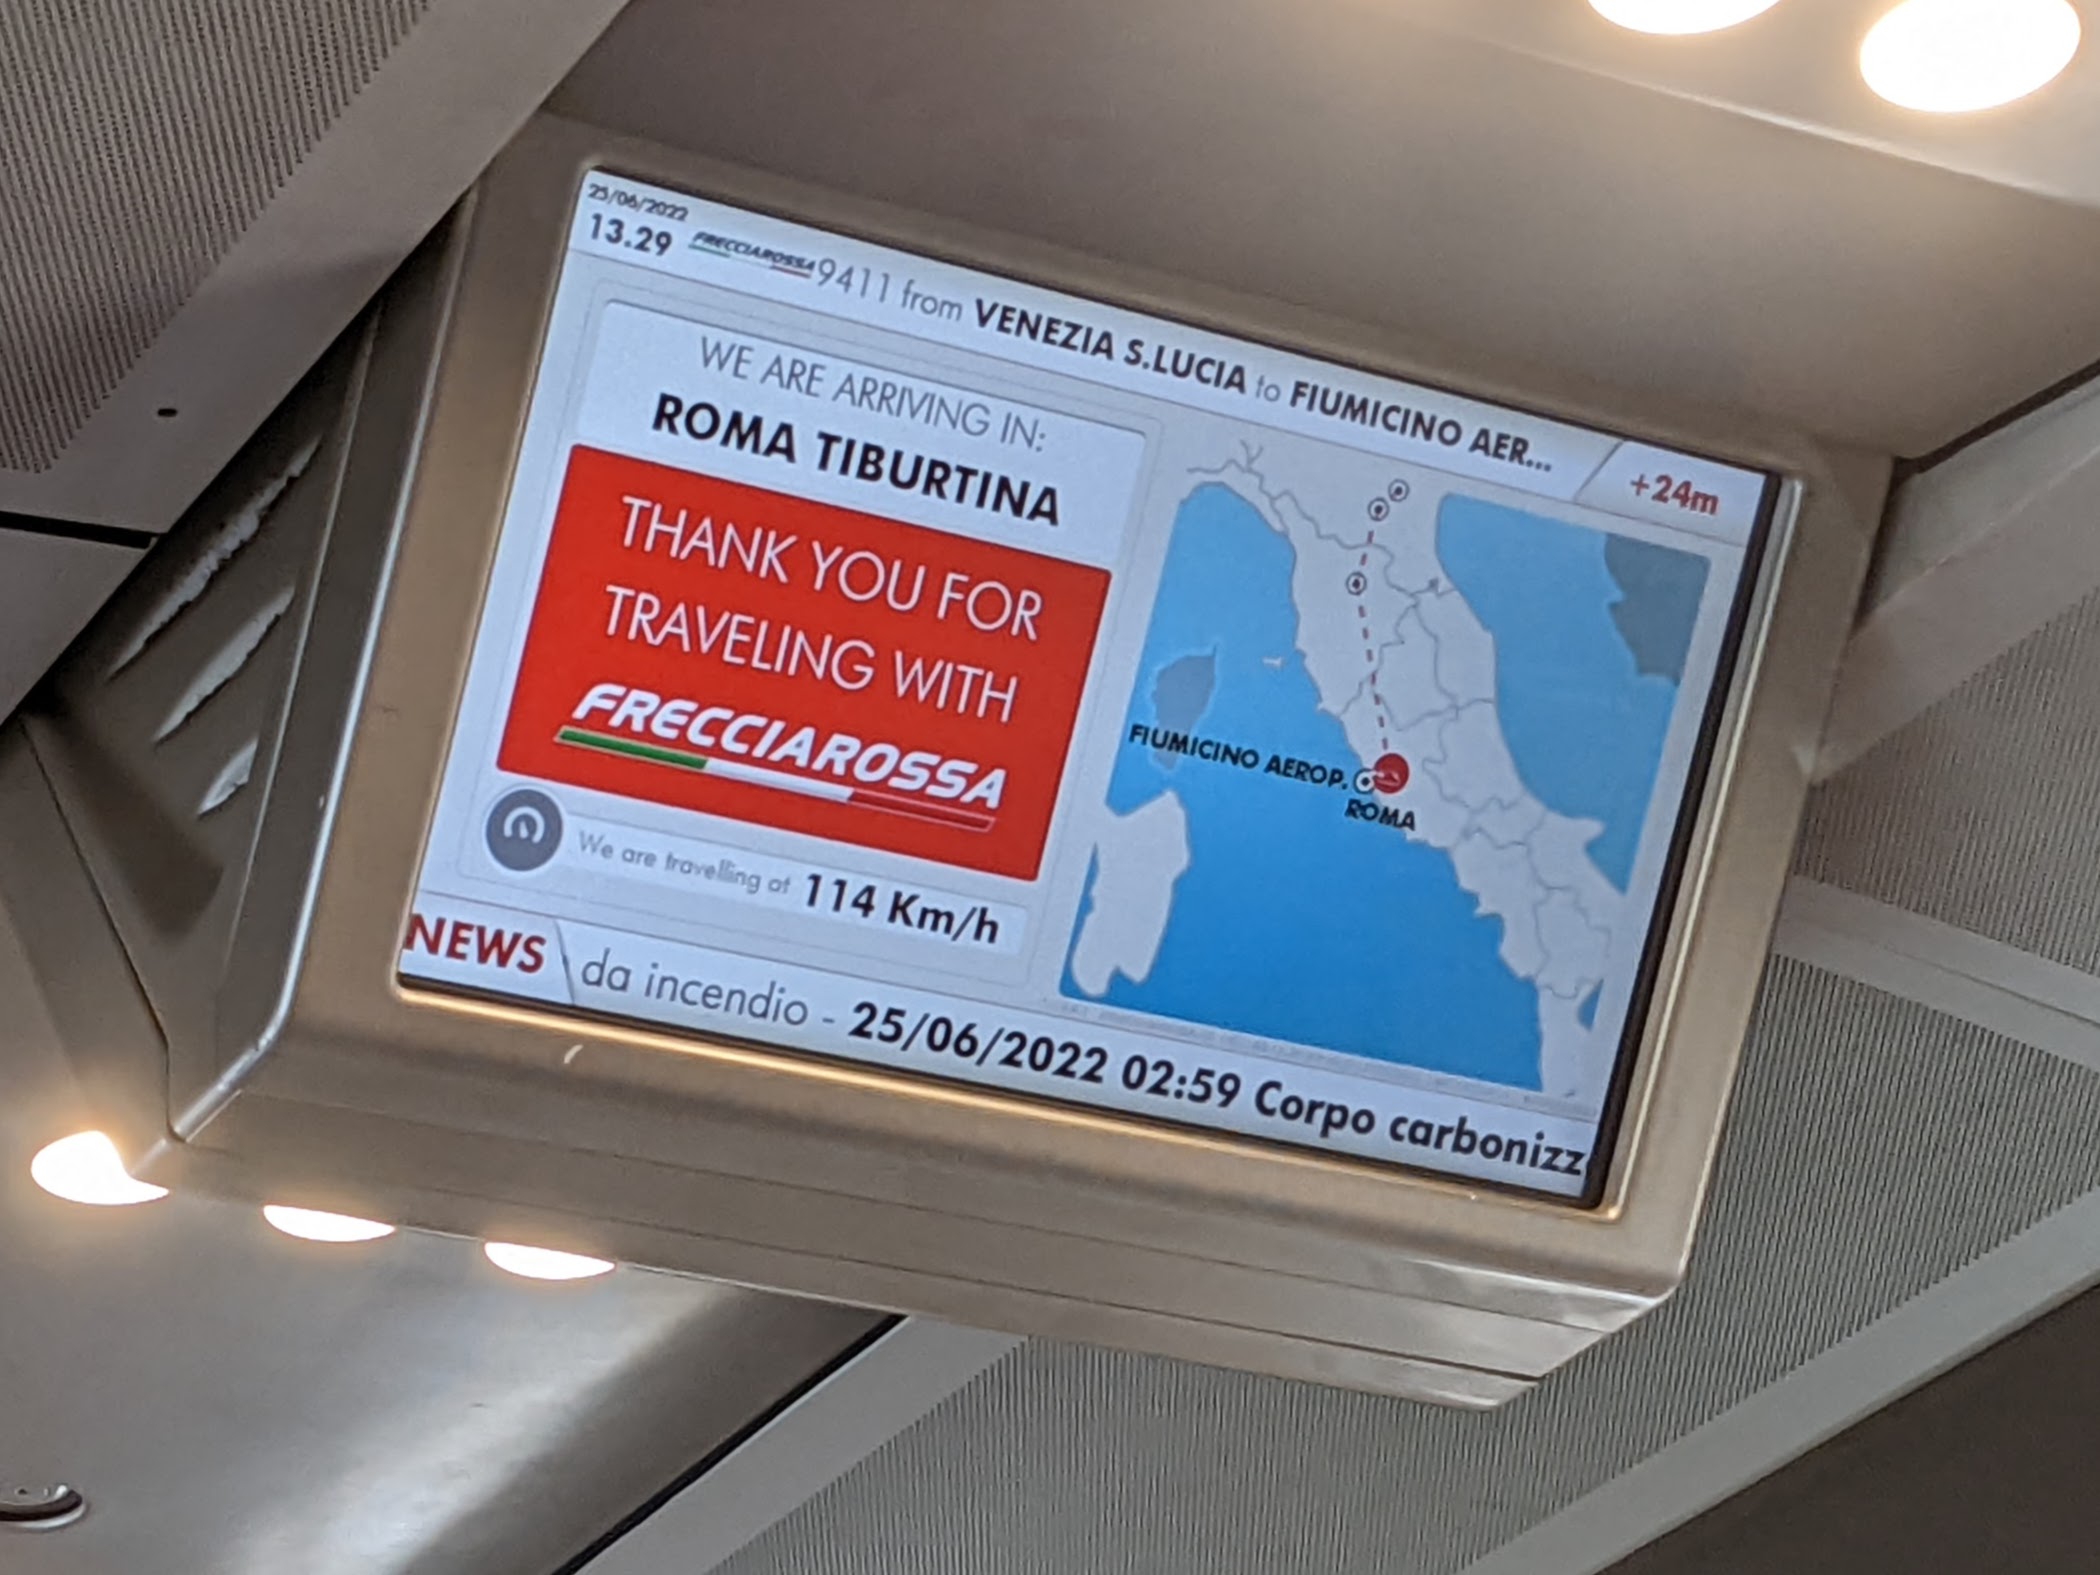 25/06/2022
13.29 FRECCIAROSSA 9411 from VENEZIA S.LUCIA to FIUMICINO AER... +24m
WE ARE ARRIVING IN:
ROMA TIBURTINA
THANK YOU FOR
TRAVELING WITH
FRECCIAROSSA
We are travelling at 114 Km/h
FIUMICINO AEROP.
ROMA
NEWS da incendio - 25/06/2022 02:59 Corpo carbonizz